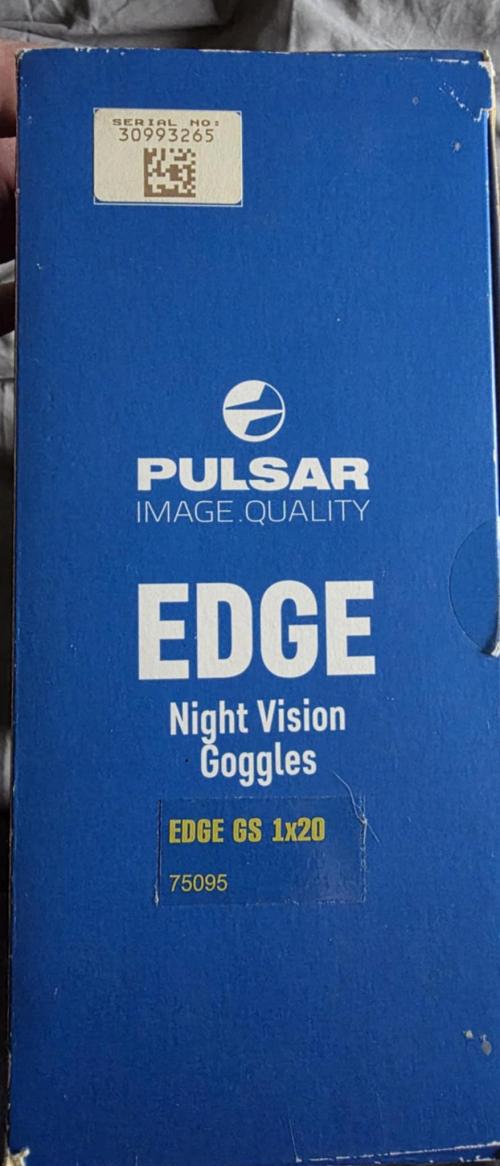 SERIAL NO:
30993265
PULSAR
IMAGE.QUALITY
EDGE
Night Vision
Goggles
EDGE GS 1x20
75095